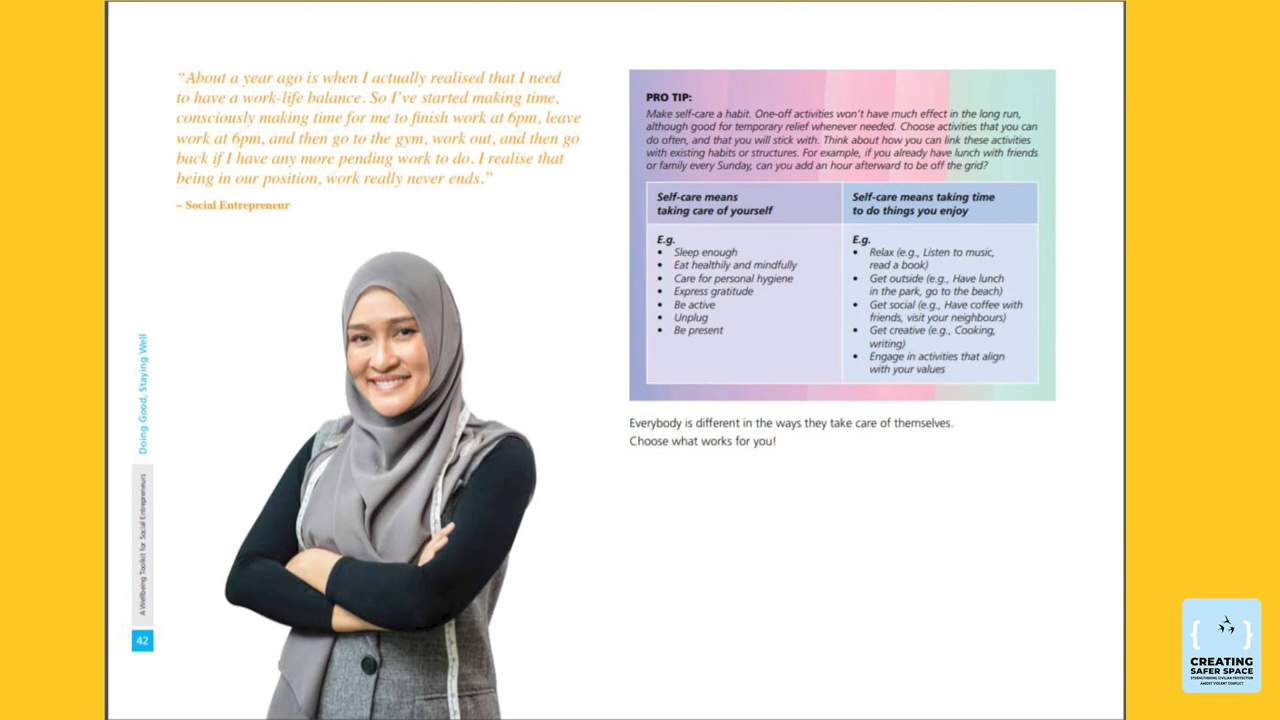 “About a year ago is when I actually realised that I need
to have a work-life balance. So I’ve started making time,
consciously making time for me to finish work at 6pm, leave
work at 6pm, and then go to the gym, work out, and then go
back if I have any more pending work to do. I realise that
being in our position, work really never ends.”
– Social Entrepreneur
Doing Good, Staying Well
A Wellbeing Toolkit for Social Entrepreneurs
42
PRO TIP:
Make self-care a habit. One-off activities won’t have much effect in the long run,
although good for temporary relief whenever needed. Choose activities that you can
do often, and that you will stick with. Think about how you can link these activities
with existing habits or structures. For example, if you already have lunch with friends
or family every Sunday, can you add an hour afterward to be off the grid?
Self-care means
taking care of yourself
E.g.
• Sleep enough
• Eat healthily and mindfully
• Care for personal hygiene
• Express gratitude
• Be active
• Unplug
• Be present
Self-care means taking time
to do things you enjoy
E.g.
• Relax (e.g., Listen to music,
read a book)
• Get outside (e.g., Have lunch
in the park, go to the beach)
• Get social (e.g., Have coffee with
friends, visit your neighbours)
• Get creative (e.g., Cooking,
writing)
• Engage in activities that align
with your values
Everybody is different in the ways they take care of themselves.
Choose what works for you!
CREATING
SAFER SPACE
STRENGTHENING CIVILIAN PROTECTION
AMIDST VIOLENT CONFLICT